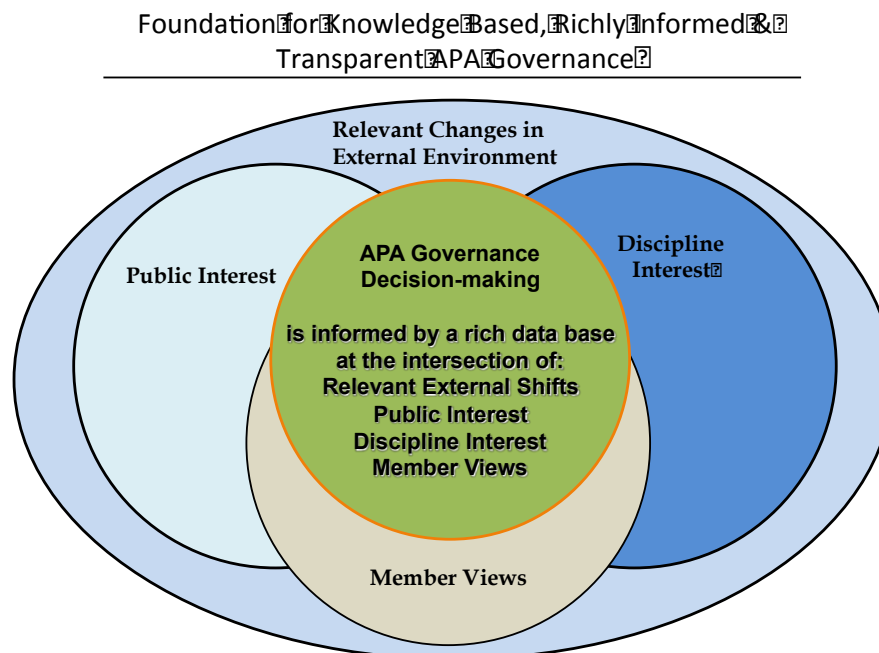 Foundation⍰for⍰Knowledge⍰Based,⍰Richly⍰Informed⍰&⍰
Transparent⍰APA⍰Governance⍰
Relevant Changes in
External Environment
Public Interest
Discipline
Interest⍰
APA Governance
Decision-making
is informed by a rich data base
at the intersection of:
Relevant External Shifts
Public Interest
Discipline Interest
Member Views
Member Views